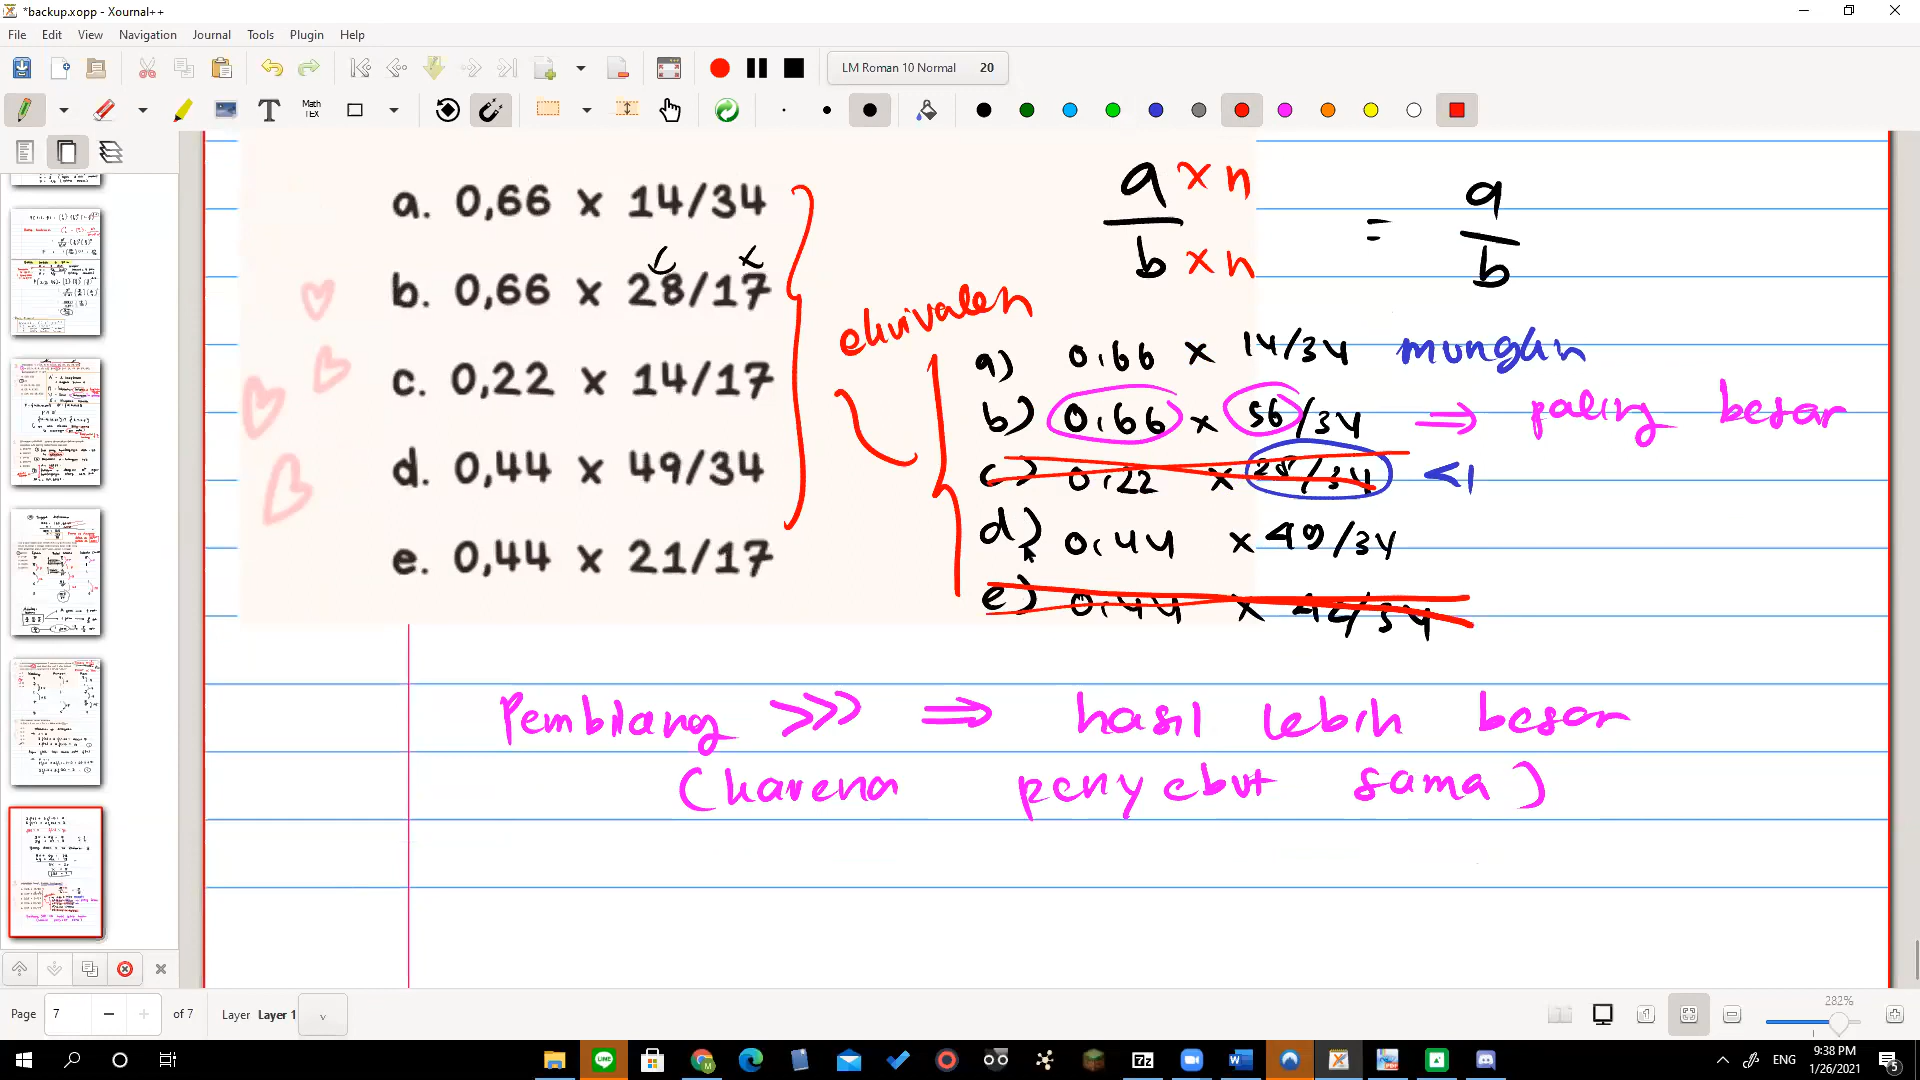 *backup.xopp - Xournal++
File Edit View Navigation Journal Tools Plugin Help
LM Roman 10 Normal 20
Math
TEX
a. 0,66 x 14/34
b. 0,66 x 28/17
c. 0,22 x 14/17
d. 0,44 x 49/34
e. 0,44 x 21/17
a x n
b x n
=
a
b
ekuivalen
a) 0.66 x 14/34 mungkin
b) 0.66 x 56/34 ⇒ paling besar
c) 0.22 x 28/34 <1
d) 0.44 x 49/34
e) 0.44 x 42/34
Pembilang >>> ⇒ hasil lebih besar
(karena penyebut sama)
Page 7 of 7 Layer Layer 1
282%
ENG
9:38 PM
1/26/2021
5